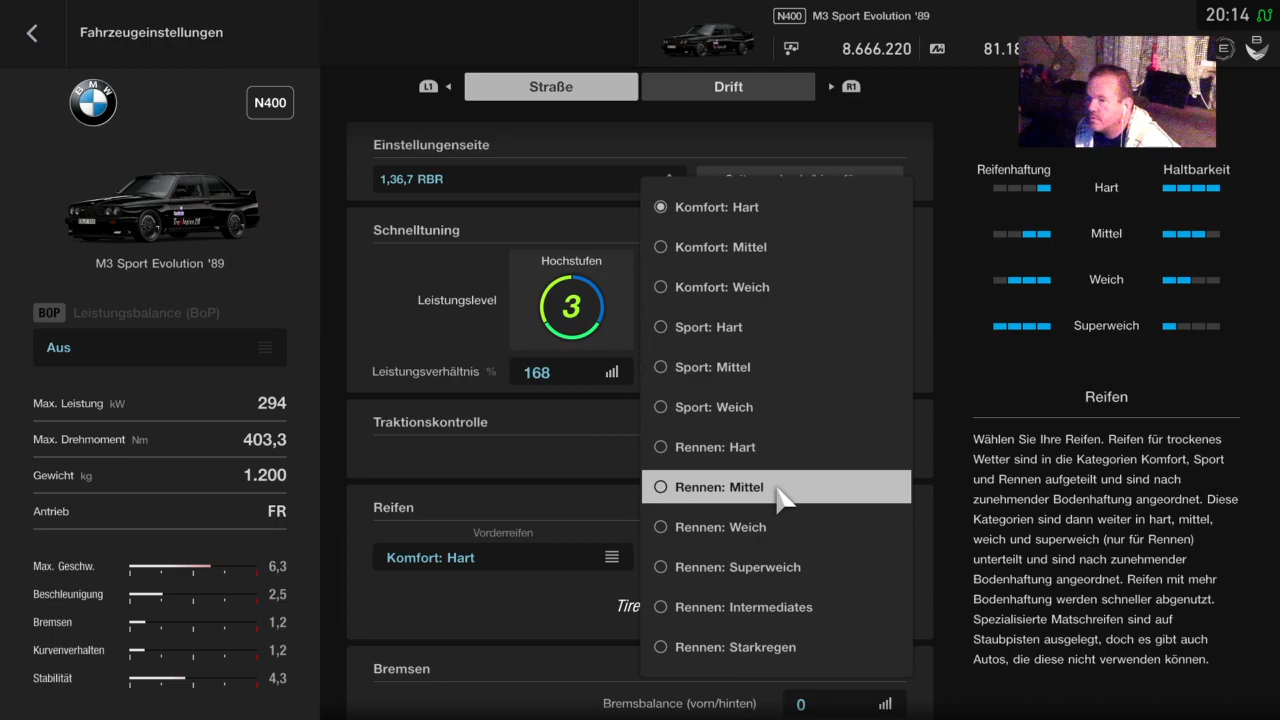 Fahrzeugeinstellungen
N400 M3 Sport Evolution '89
8.666.220
81.18
20:14
E
B
BMW
N400
M3 Sport Evolution '89
BOP Leistungsbalance (BoP)
Aus
Max. Leistung kW 294
Max. Drehmoment Nm 403,3
Gewicht kg 1.200
Antrieb FR
Max. Geschw. 6,3
Beschleunigung 2,5
Bremsen 1,2
Kurvenverhalten 1,2
Stabilität 4,3
L1 Straße Drift R1
Einstellungenseite
1,36,7 RBR
Schnelltuning
Hochstufen
Leistungslevel 3
Leistungsverhältnis % 168
Traktionskontrolle
Reifen
Vorderreifen
Komfort: Hart
Tire
Bremsen
Bremsbalance (vorn/hinten) 0
Komfort: Hart
Komfort: Mittel
Komfort: Weich
Sport: Hart
Sport: Mittel
Sport: Weich
Rennen: Hart
Rennen: Mittel
Rennen: Weich
Rennen: Superweich
Rennen: Intermediates
Rennen: Starkregen
Reifenhaftung Haltbarkeit
Hart
Mittel
Weich
Superweich
Reifen
Wählen Sie Ihre Reifen. Reifen für trockenes
Wetter sind in die Kategorien Komfort, Sport
und Rennen aufgeteilt und sind nach
zunehmender Bodenhaftung angeordnet. Diese
Kategorien sind dann weiter in hart, mittel,
weich und superweich (nur für Rennen)
unterteilt und sind nach zunehmender
Bodenhaftung angeordnet. Reifen mit mehr
Bodenhaftung werden schneller abgenutzt.
Spezialisierte Matschreifen sind auf
Staubpisten ausgelegt, doch es gibt auch
Autos, die diese nicht verwenden können.